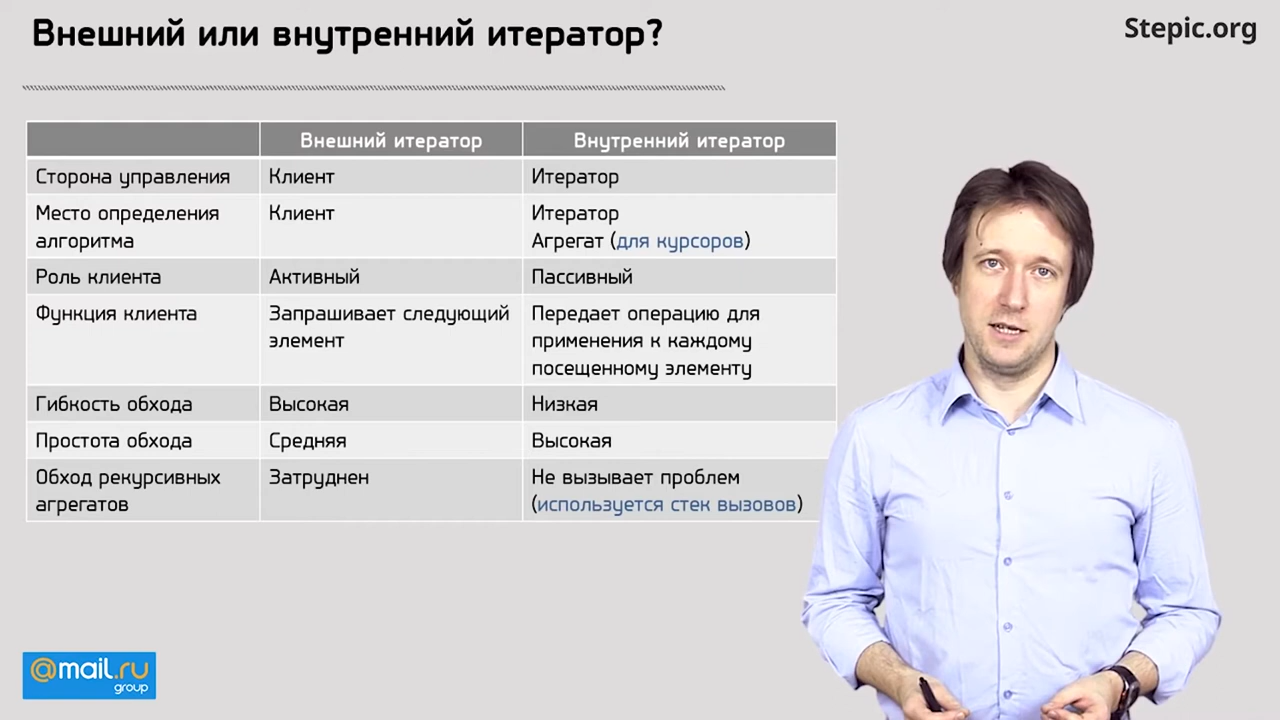 Внешний или внутренний итератор?
Stepic.org
Внешний итератор
Внутренний итератор
Сторона управления
Клиент
Итератор
Место определения
алгоритма
Клиент
Итератор
Агрегат (для курсоров)
Роль клиента
Активный
Пассивный
Функция клиента
Запрашивает следующий
элемент
Передает операцию для
применения к каждому
посещенному элементу
Гибкость обхода
Высокая
Низкая
Простота обхода
Средняя
Высокая
Обход рекурсивных
агрегатов
Затруднен
Не вызывает проблем
(используется стек вызовов)
@mail.ru
group